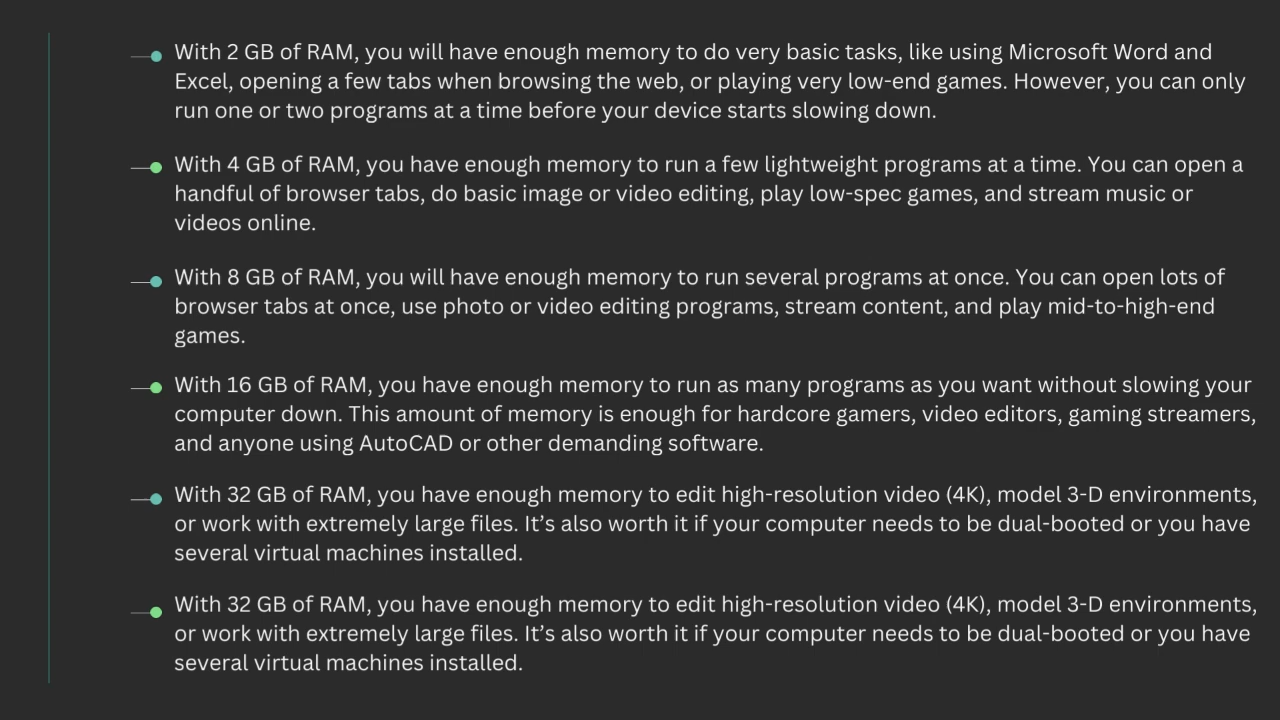 With 2 GB of RAM, you will have enough memory to do very basic tasks, like using Microsoft Word and
Excel, opening a few tabs when browsing the web, or playing very low-end games. However, you can only
run one or two programs at a time before your device starts slowing down.
With 4 GB of RAM, you have enough memory to run a few lightweight programs at a time. You can open a
handful of browser tabs, do basic image or video editing, play low-spec games, and stream music or
videos online.
With 8 GB of RAM, you will have enough memory to run several programs at once. You can open lots of
browser tabs at once, use photo or video editing programs, stream content, and play mid-to-high-end
games.
With 16 GB of RAM, you have enough memory to run as many programs as you want without slowing your
computer down. This amount of memory is enough for hardcore gamers, video editors, gaming streamers,
and anyone using AutoCAD or other demanding software.
With 32 GB of RAM, you have enough memory to edit high-resolution video (4K), model 3-D environments,
or work with extremely large files. It’s also worth it if your computer needs to be dual-booted or you have
several virtual machines installed.
With 32 GB of RAM, you have enough memory to edit high-resolution video (4K), model 3-D environments,
or work with extremely large files. It’s also worth it if your computer needs to be dual-booted or you have
several virtual machines installed.